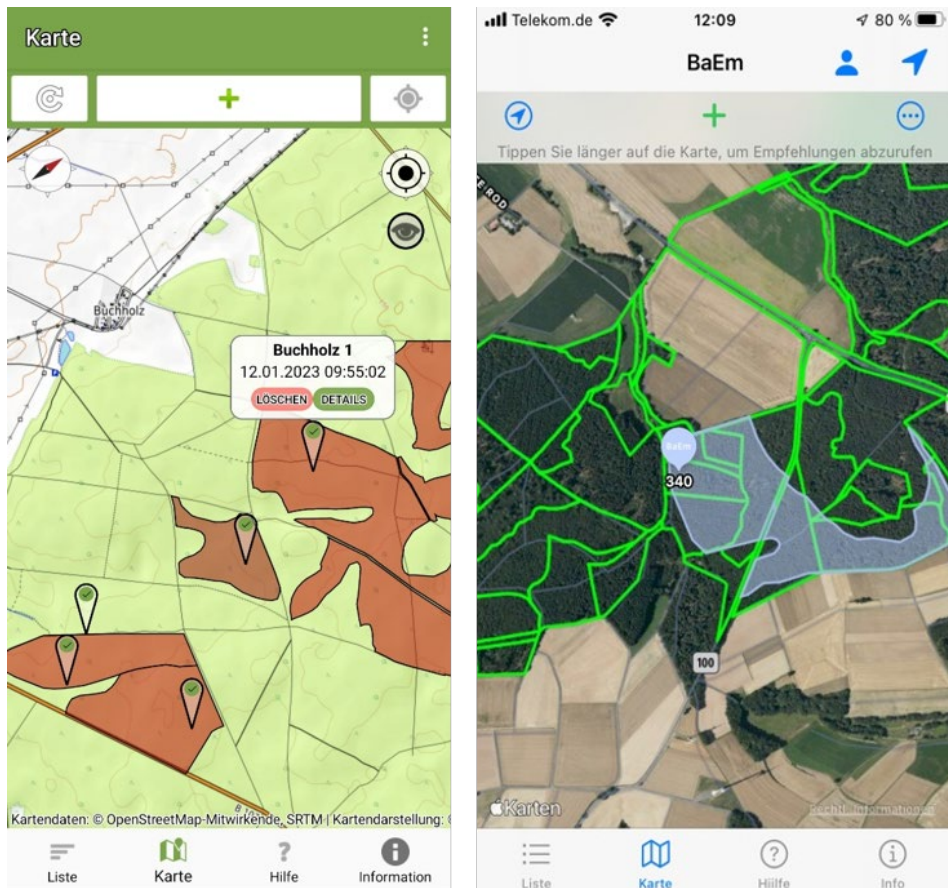 Karte
Buchholz
Buchholz 1
12.01.2023 09:55:02
LÖSCHEN DETAILS
Kartendaten: © OpenStreetMap-Mitwirkende, SRTM | Kartendarstellung: ©
Liste
Karte
Hilfe
Information
Telekom.de
12:09
80 %
BaEm
Tippen Sie länger auf die Karte, um Empfehlungen abzurufen
BaEm
340
100
Karten
Rechtl. Informationen
Liste
Karte
Hiilfe
Info